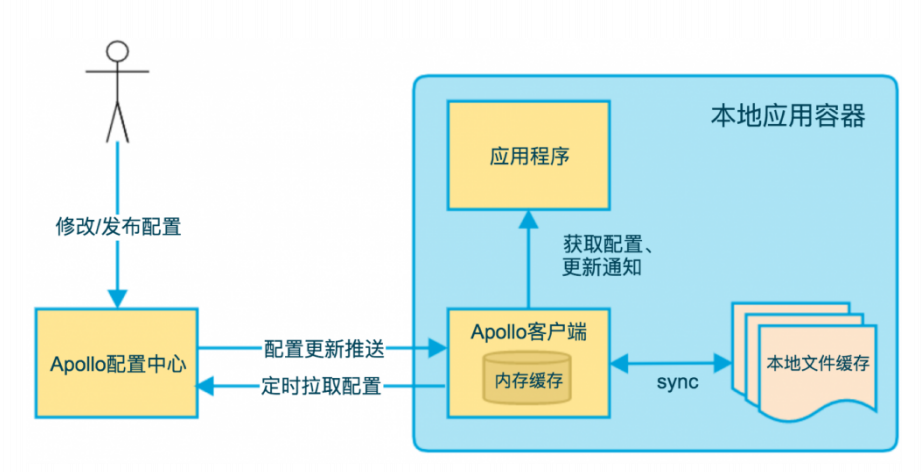 本地应用容器
应用程序
修改/发布配置
获取配置、
更新通知
Apollo配置中心
配置更新推送
定时拉取配置
Apollo客户端
内存缓存
sync
本地文件缓存